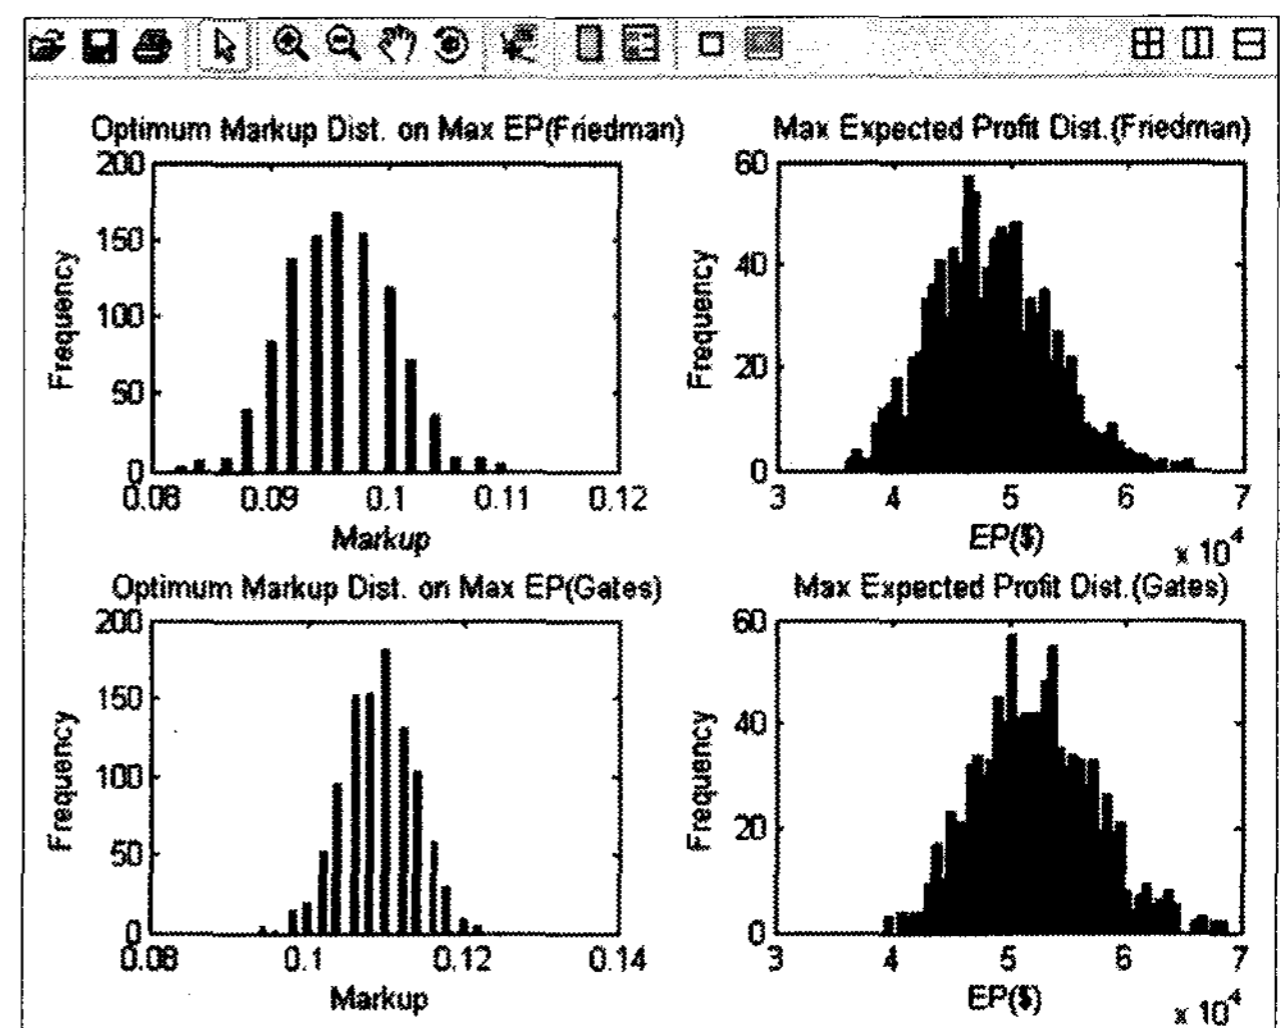 Optimum Markup Dist. on Max EP(Friedman)
200
150
100
50
0
Frequency
0.08 0.09 0.1 0.11 0.12
Markup
Max Expected Profit Dist.(Friedman)
60
40
20
0
Frequency
3 4 5 6 7
EP($)
x 10^4
Optimum Markup Dist. on Max EP(Gates)
200
150
100
50
0
Frequency
0.08 0.1 0.12 0.14
Markup
Max Expected Profit Dist.(Gates)
60
40
20
0
Frequency
3 4 5 6 7
EP($)
x 10^4